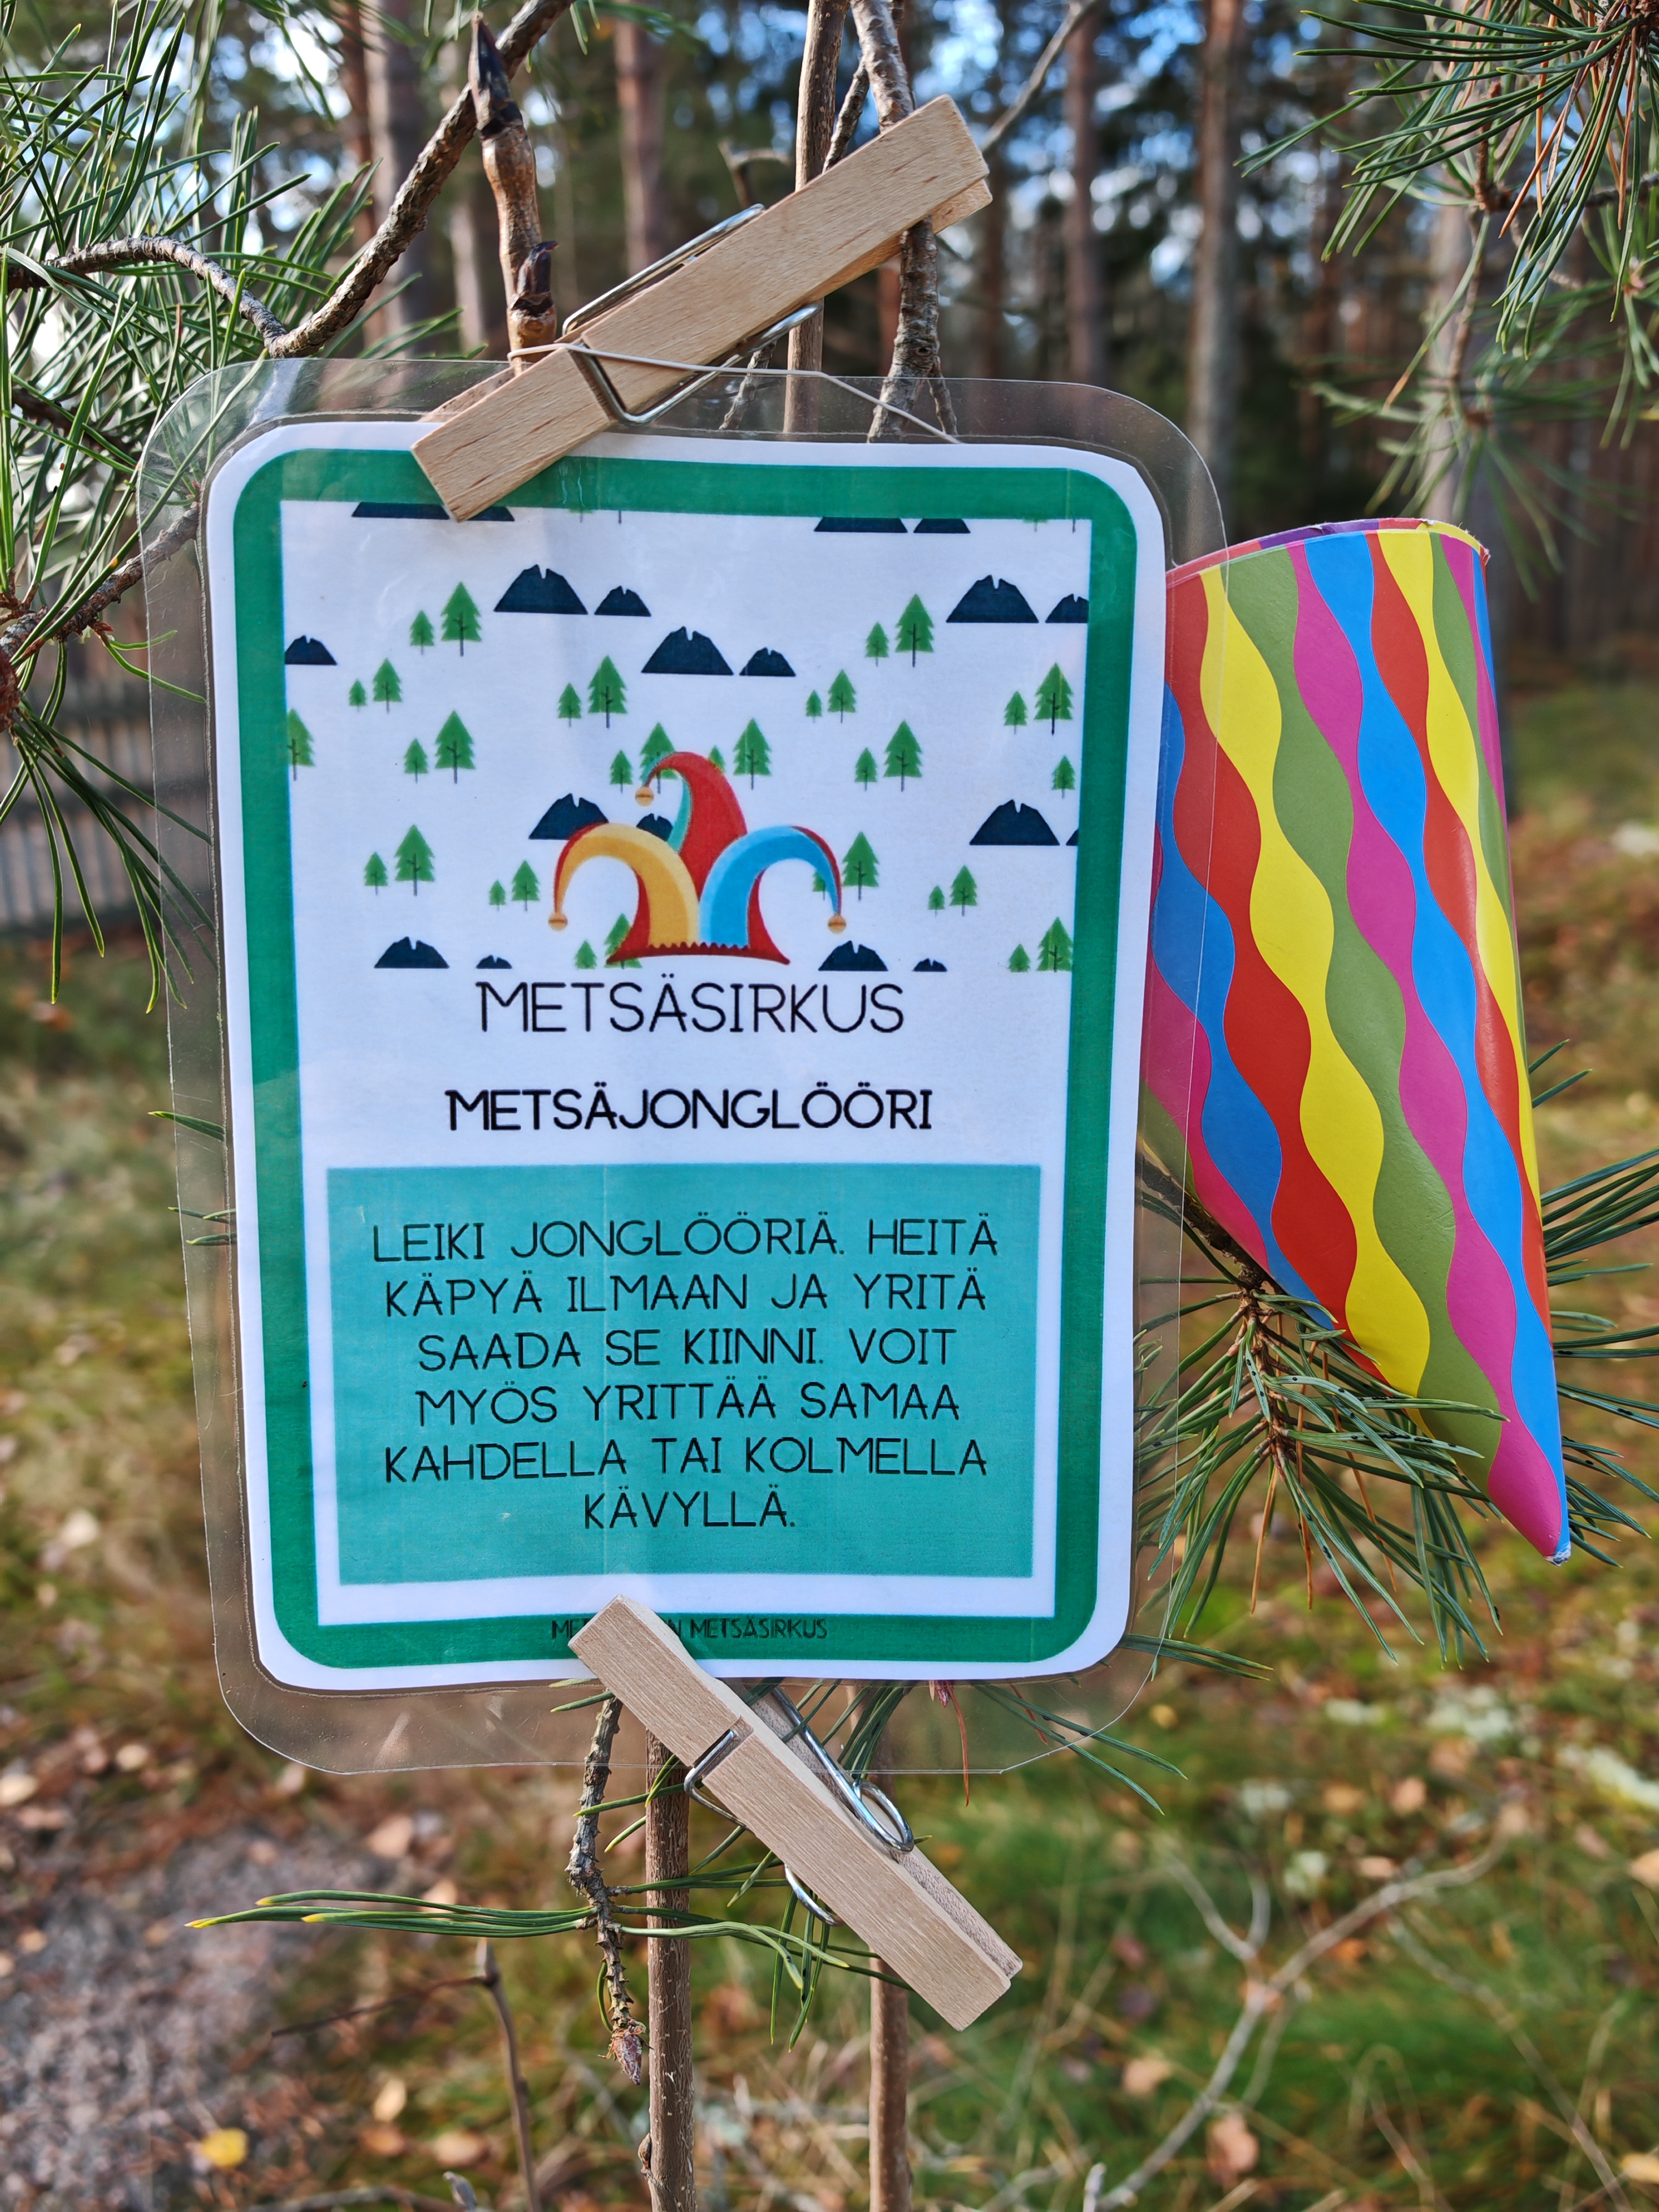 METSÄSIRKUS
METSÄJONGLÖÖRI
LEIKI JONGLÖÖRIÄ. HEITÄ
KÄPYÄ ILMAAN JA YRITÄ
SAADA SE KIINNI. VOIT
MYÖS YRITTÄÄ SAMAA
KAHDELLA TAI KOLMELLA
KÄVYLLÄ.
METSÄSIRKUS